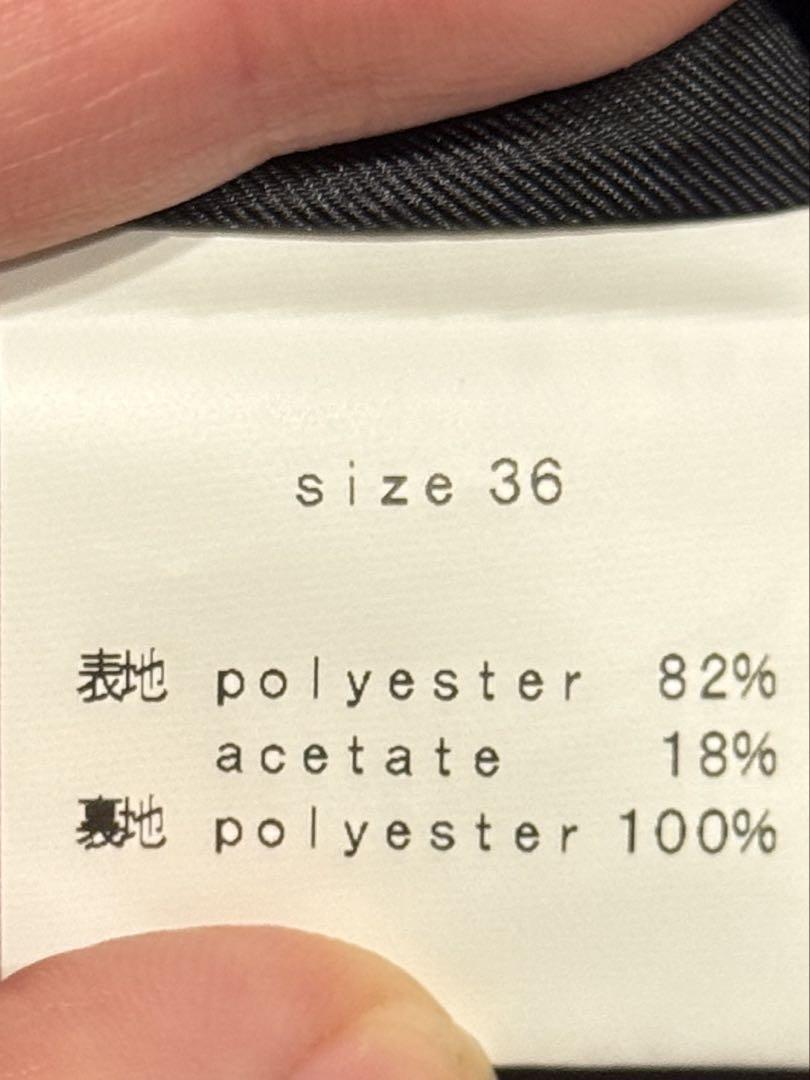 size 36
表地 polyester 82%
acetate 18%
裏地 polyester 100%